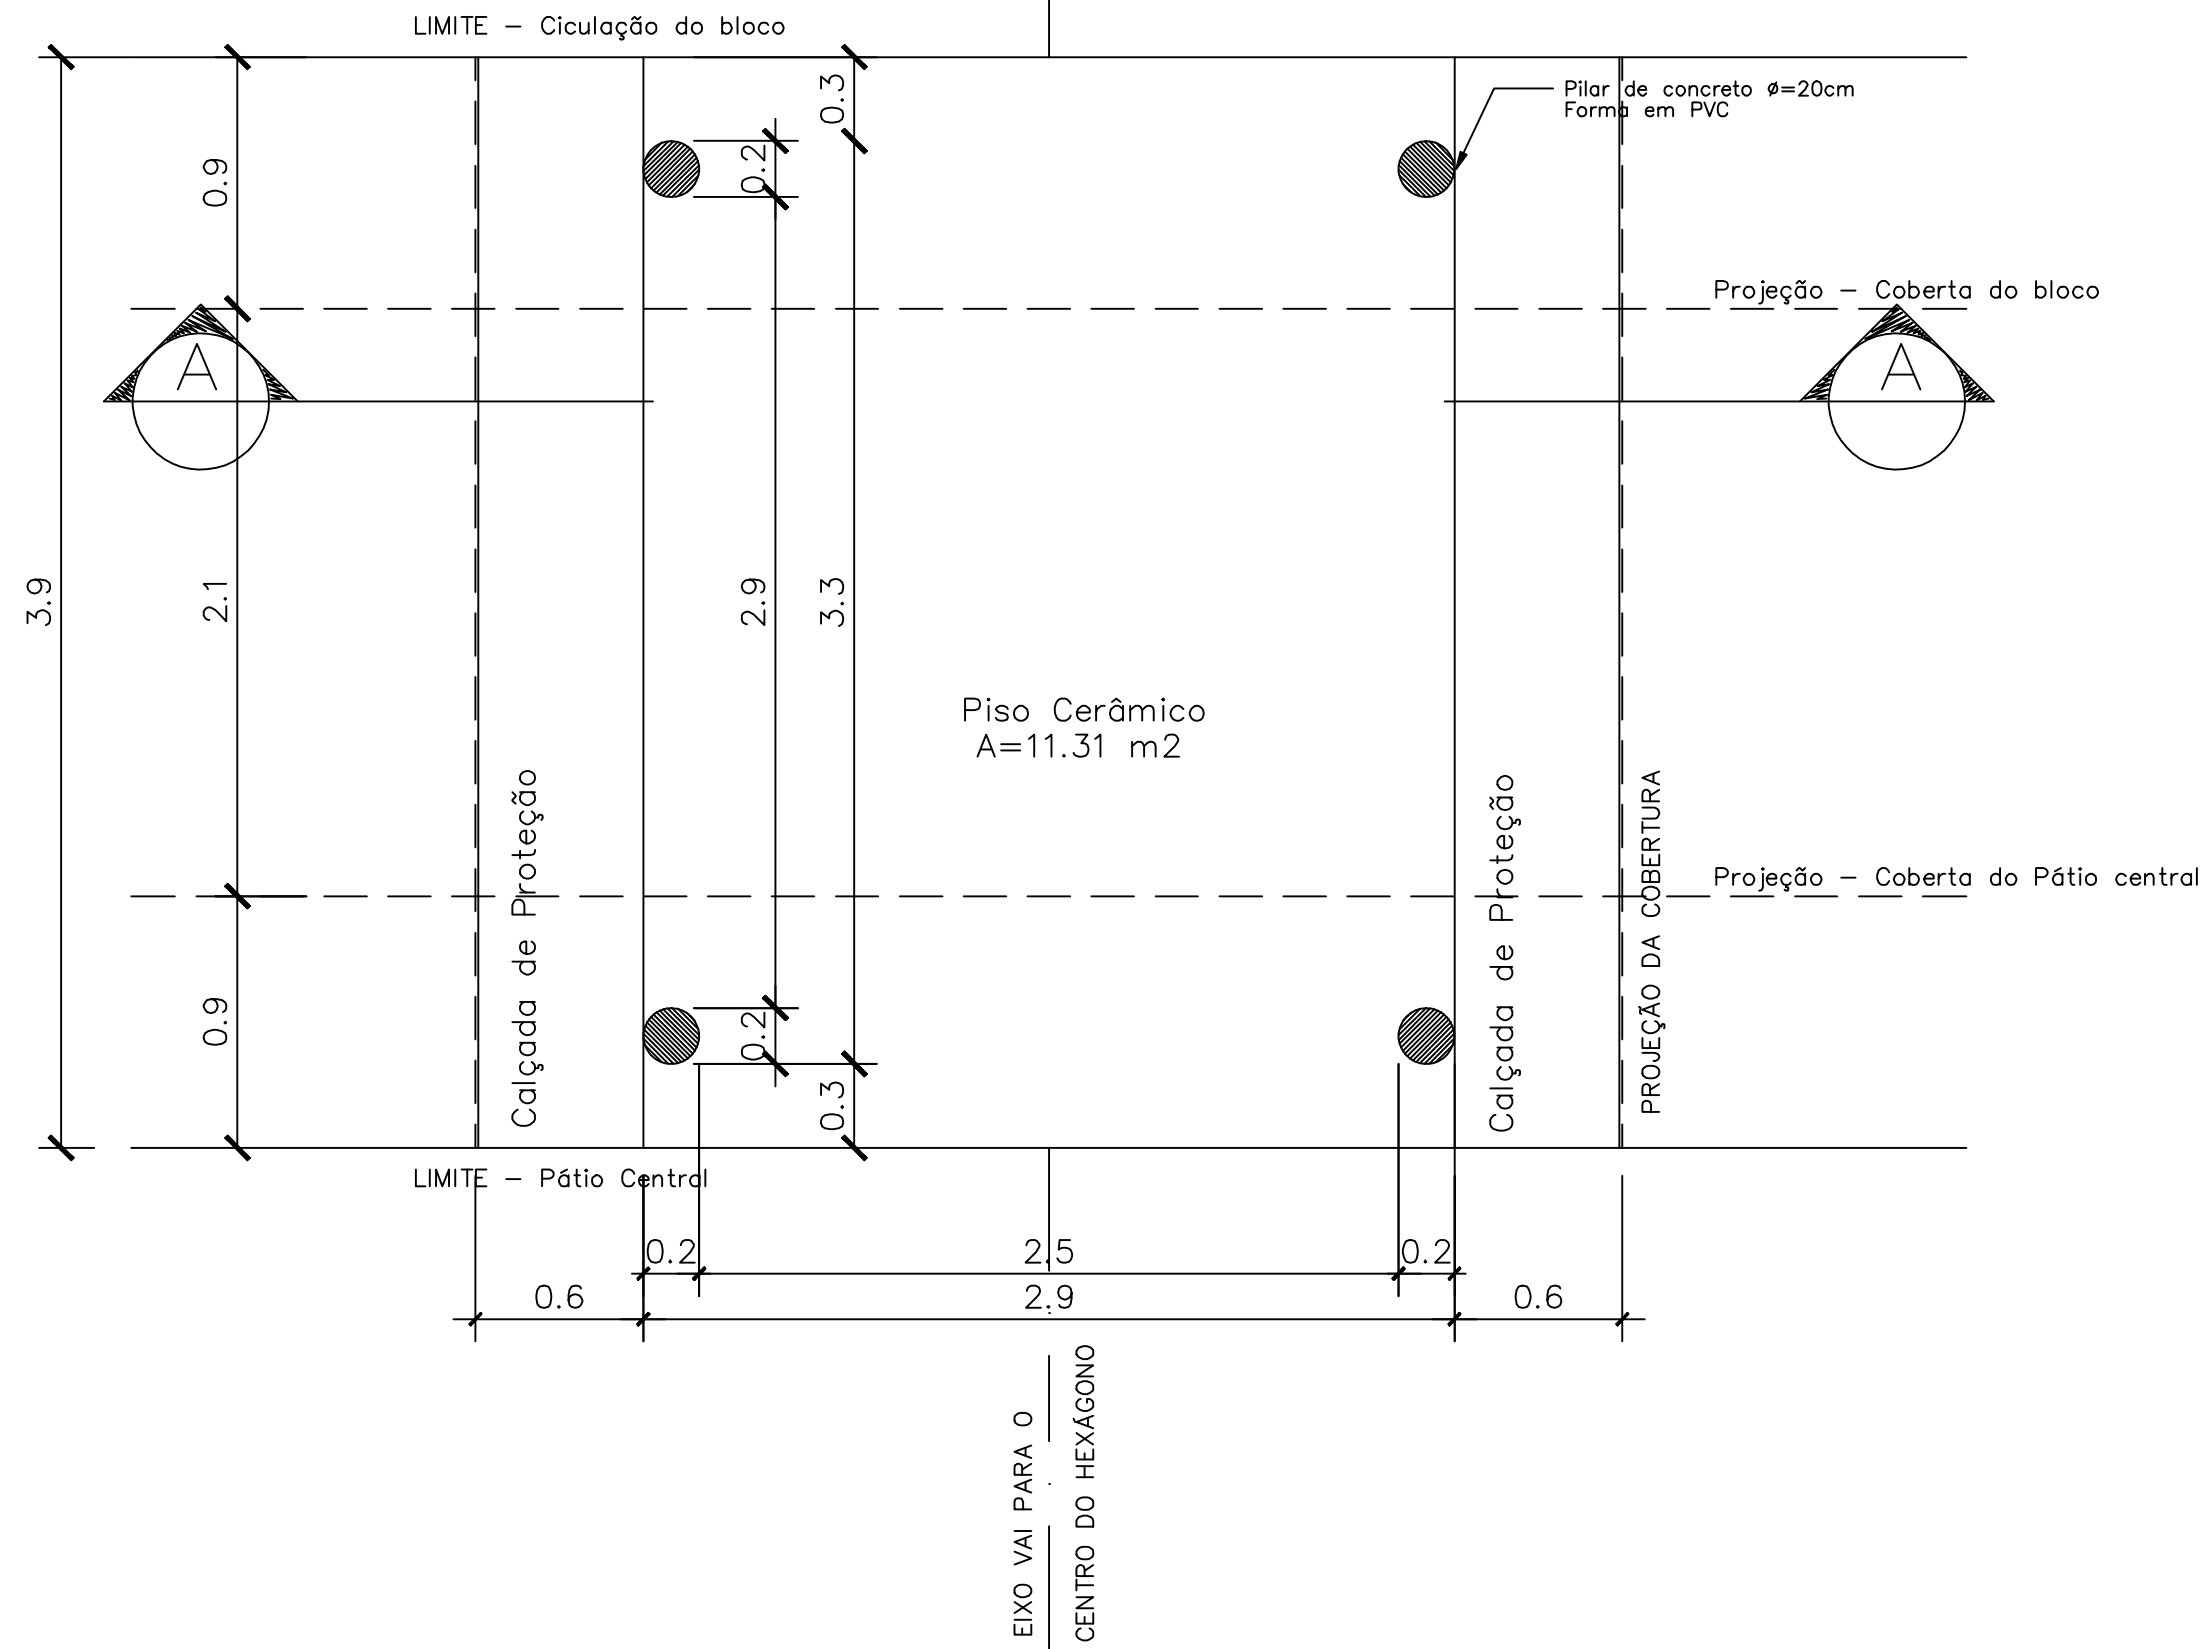 LIMITE - Ciculação do bloco
0.3
Pilar de concreto ø=20cm
Forma em PVC
0.9
0.2
Projeção - Coberta do bloco
A
A
3.9
2.1
2.9
3.3
Piso Cerâmico
A=11.31 m2
Calçada de Proteção
Calçada de Proteção
PROJEÇÃO DA COBERTURA
Projeção - Coberta do Pátio central
0.9
0.2
0.3
LIMITE - Pátio Central
0.2
2.5
0.2
0.6
2.9
0.6
EIXO VAI PARA O
CENTRO DO HEXÁGONO